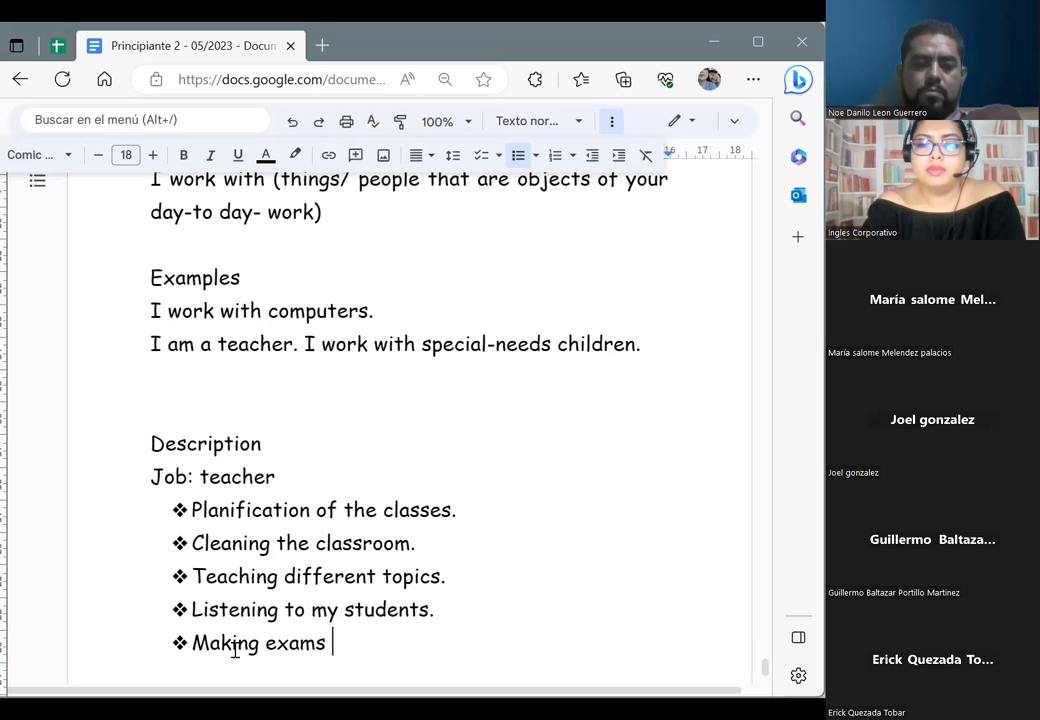 Principiante 2 - 05/2023 - Docum
https://docs.google.com/docume...
Buscar en el menú (Alt+/)
100%
Texto nor...
Comic ...
18
16 17 18
I work with (things/ people that are objects of your
day-to day- work)
Examples
I work with computers.
I am a teacher. I work with special-needs children.
Description
Job: teacher
❖Planification of the classes.
❖Cleaning the classroom.
❖Teaching different topics.
❖Listening to my students.
❖Making exams
Noe Danilo Leon Guerrero
Ingles Corporativo
María salome Mel...
María salome Melendez palacios
Joel gonzalez
Joel gonzalez
Guillermo Baltaza...
Guillermo Baltazar Portillo Martinez
Erick Quezada To...
Erick Quezada Tobar